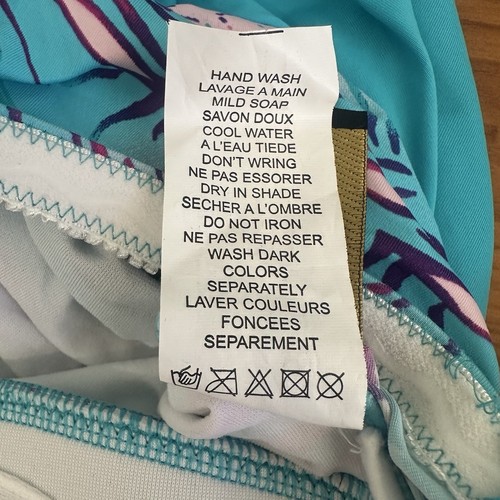 HAND WASH
LAVAGE A MAIN
MILD SOAP
SAVON DOUX
COOL WATER
A L'EAU TIEDE
DON'T WRING
NE PAS ESSORER
DRY IN SHADE
SECHER A L'OMBRE
DO NOT IRON
NE PAS REPASSER
WASH DARK
COLORS
SEPARATELY
LAVER COULEURS
FONCEES
SEPAREMENT